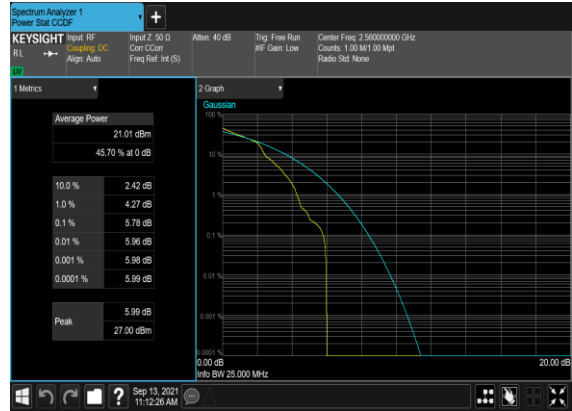 Spectrum Analyzer 1
Power Stat CCDF
KEYSIGHT Input: RF
Coupling: DC
Align: Auto
Input Z: 50 Ω
Corr CCorr
Freq Ref: Int (S)
Atten: 40 dB
Trig: Free Run
#IF Gain: Low
Center Freq: 2.560000000 GHz
Counts: 1.00 M/1.00 Mpt
Radio Std: None
R L
LVI
1 Metrics
Average Power
21.01 dBm
45.70 % at 0 dB
10.0 % 2.42 dB
1.0 % 4.27 dB
0.1 % 5.78 dB
0.01 % 5.96 dB
0.001 % 5.98 dB
0.0001 % 5.99 dB
Peak 5.99 dB
27.00 dBm
2 Graph
Gaussian
100 %
10 %
1 %
0.1 %
0.01 %
0.001 %
0.0001 %
0.00 dB 20.00 dB
Info BW 25.000 MHz
? Sep 13, 2021
11:12:26 AM